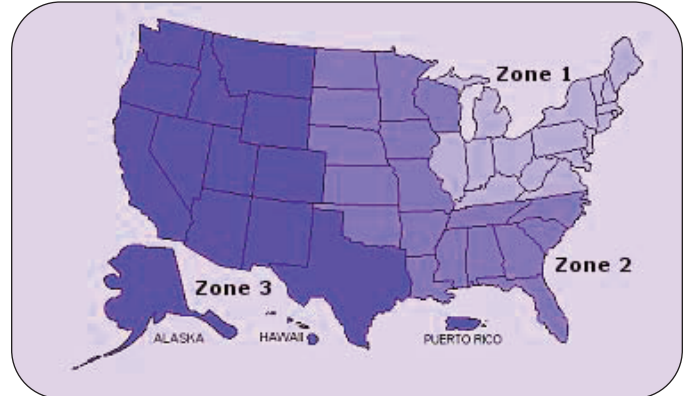 Zone 1
Zone 2
Zone 3
ALASKA
HAWAII
PUERTO RICO